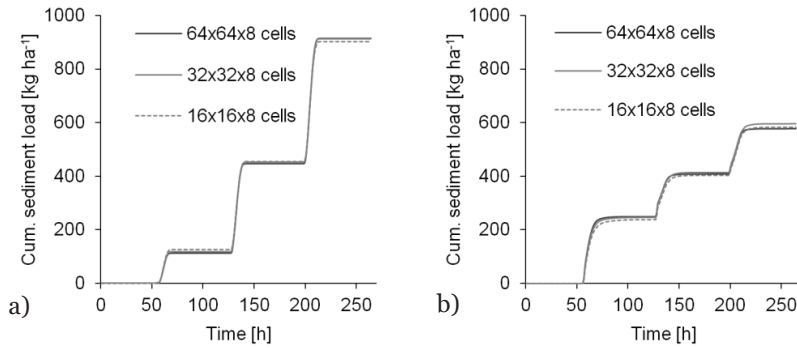 1000
800
600
400
200
0
Cum. sediment load [kg ha⁻¹]
64x64x8 cells
32x32x8 cells
16x16x8 cells
0 50 100 150 200 250
Time [h]
a)
1000
800
600
400
200
0
Cum. sediment load [kg ha⁻¹]
64x64x8 cells
32x32x8 cells
16x16x8 cells
0 50 100 150 200 250
Time [h]
b)